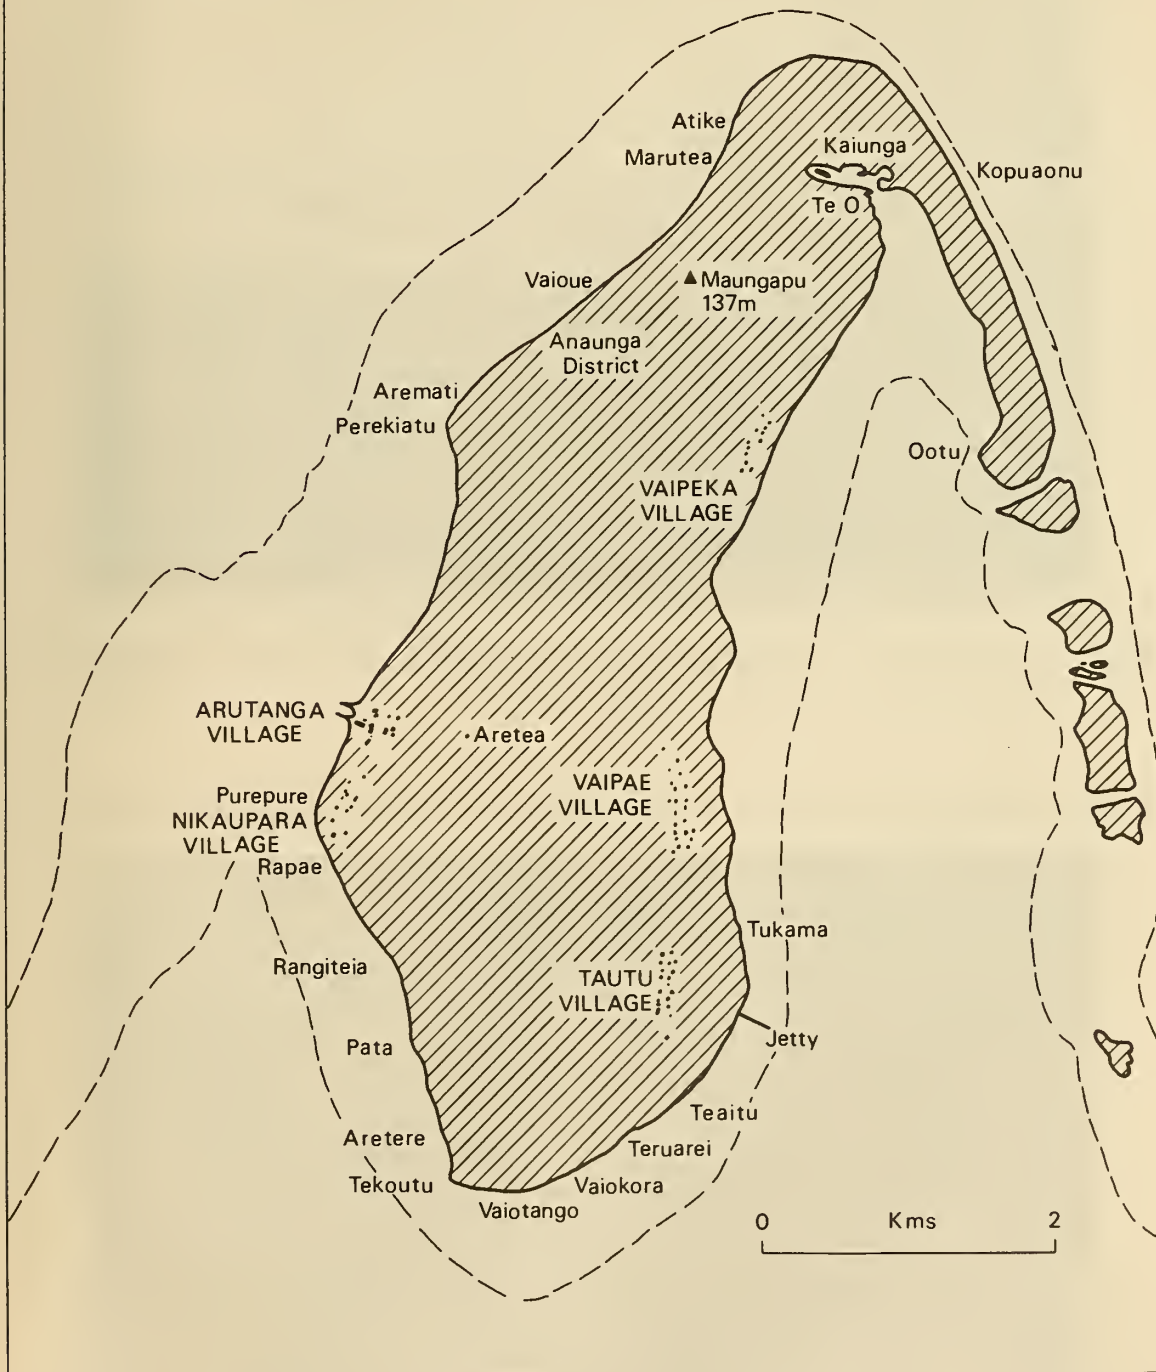 Atike
Marutea
Kaiunga
Kopuaonu
Te O
Vaioue
Maungapu
137m
Anaunga
District
Aremati
Perekiatu
Ootu
VAIPEKA
VILLAGE
ARUTANGA
VILLAGE
Aretea
Purepure
NIKAUPARA
VILLAGE
Rapae
VAIPAE
VILLAGE
Tukama
Rangiteia
TAUTU
VILLAGE
Jetty
Pata
Teaitu
Aretere
Teruarei
Tekoutu
Vaiokora
Vaiotango
0 Kms 2